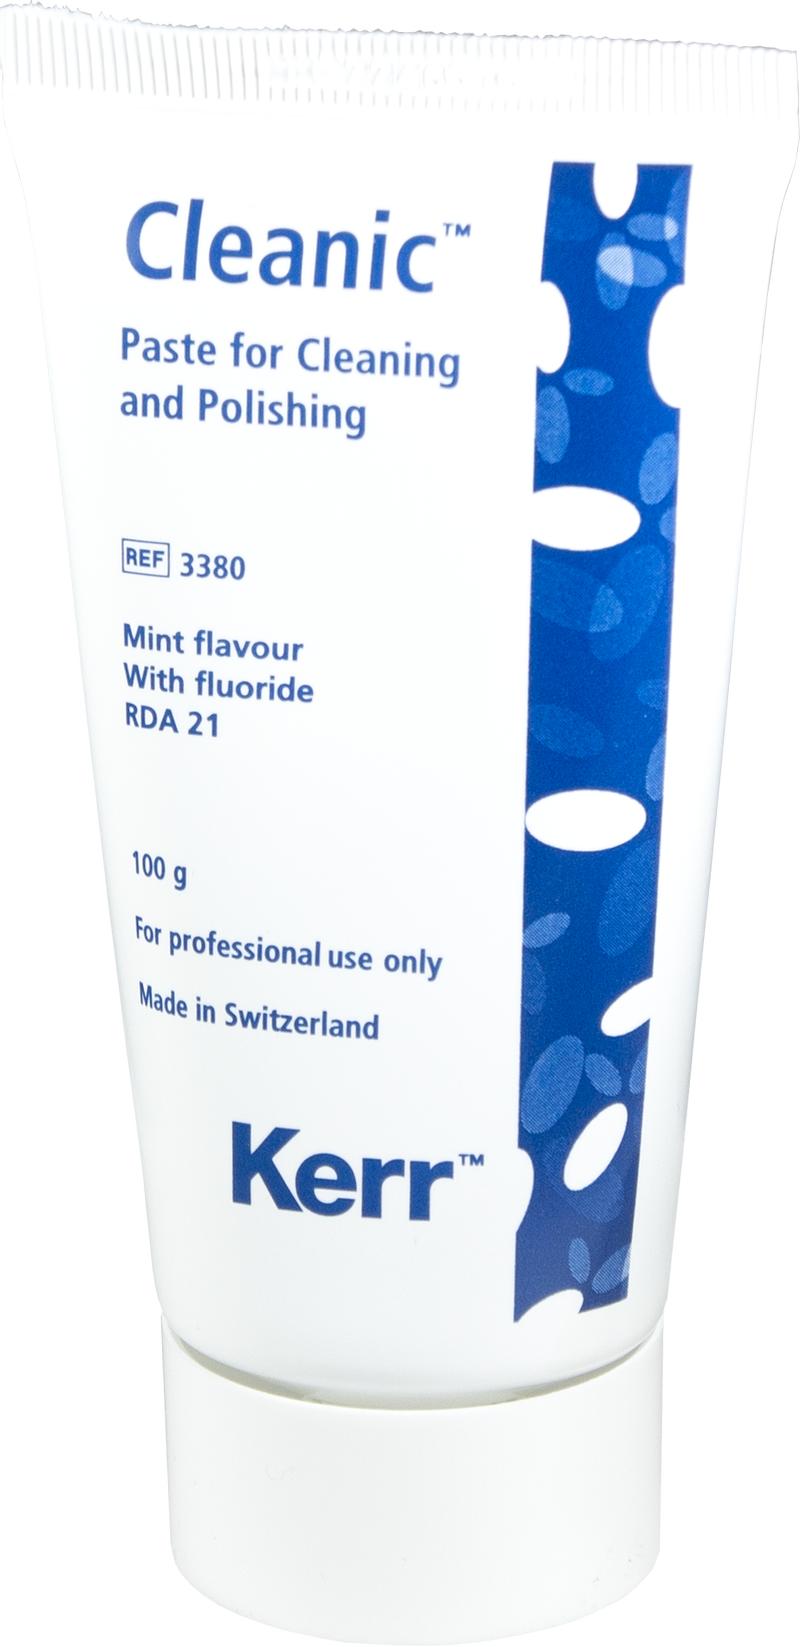 Cleanic™
Paste for Cleaning
and Polishing
REF 3380
Mint flavour
With fluoride
RDA 21
100 g
For professional use only
Made in Switzerland
Kerr™